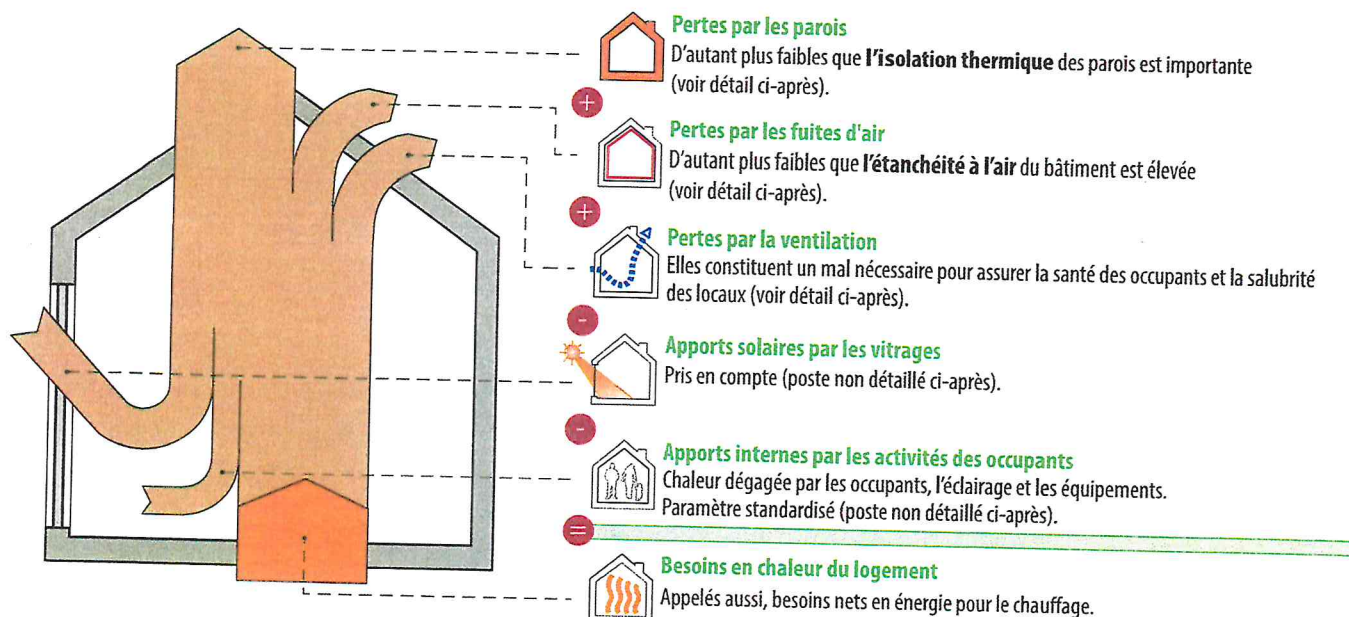 Pertes par les parois
D'autant plus faibles que l'isolation thermique des parois est importante
(voir détail ci-après).
+
Pertes par les fuites d'air
D'autant plus faibles que l'étanchéité à l'air du bâtiment est élevée
(voir détail ci-après).
+
Pertes par la ventilation
Elles constituent un mal nécessaire pour assurer la santé des occupants et la salubrité
des locaux (voir détail ci-après).
-
Apports solaires par les vitrages
Pris en compte (poste non détaillé ci-après).
-
Apports internes par les activités des occupants
Chaleur dégagée par les occupants, l'éclairage et les équipements.
Paramètre standardisé (poste non détaillé ci-après).
=
Besoins en chaleur du logement
Appelés aussi, besoins nets en énergie pour le chauffage.